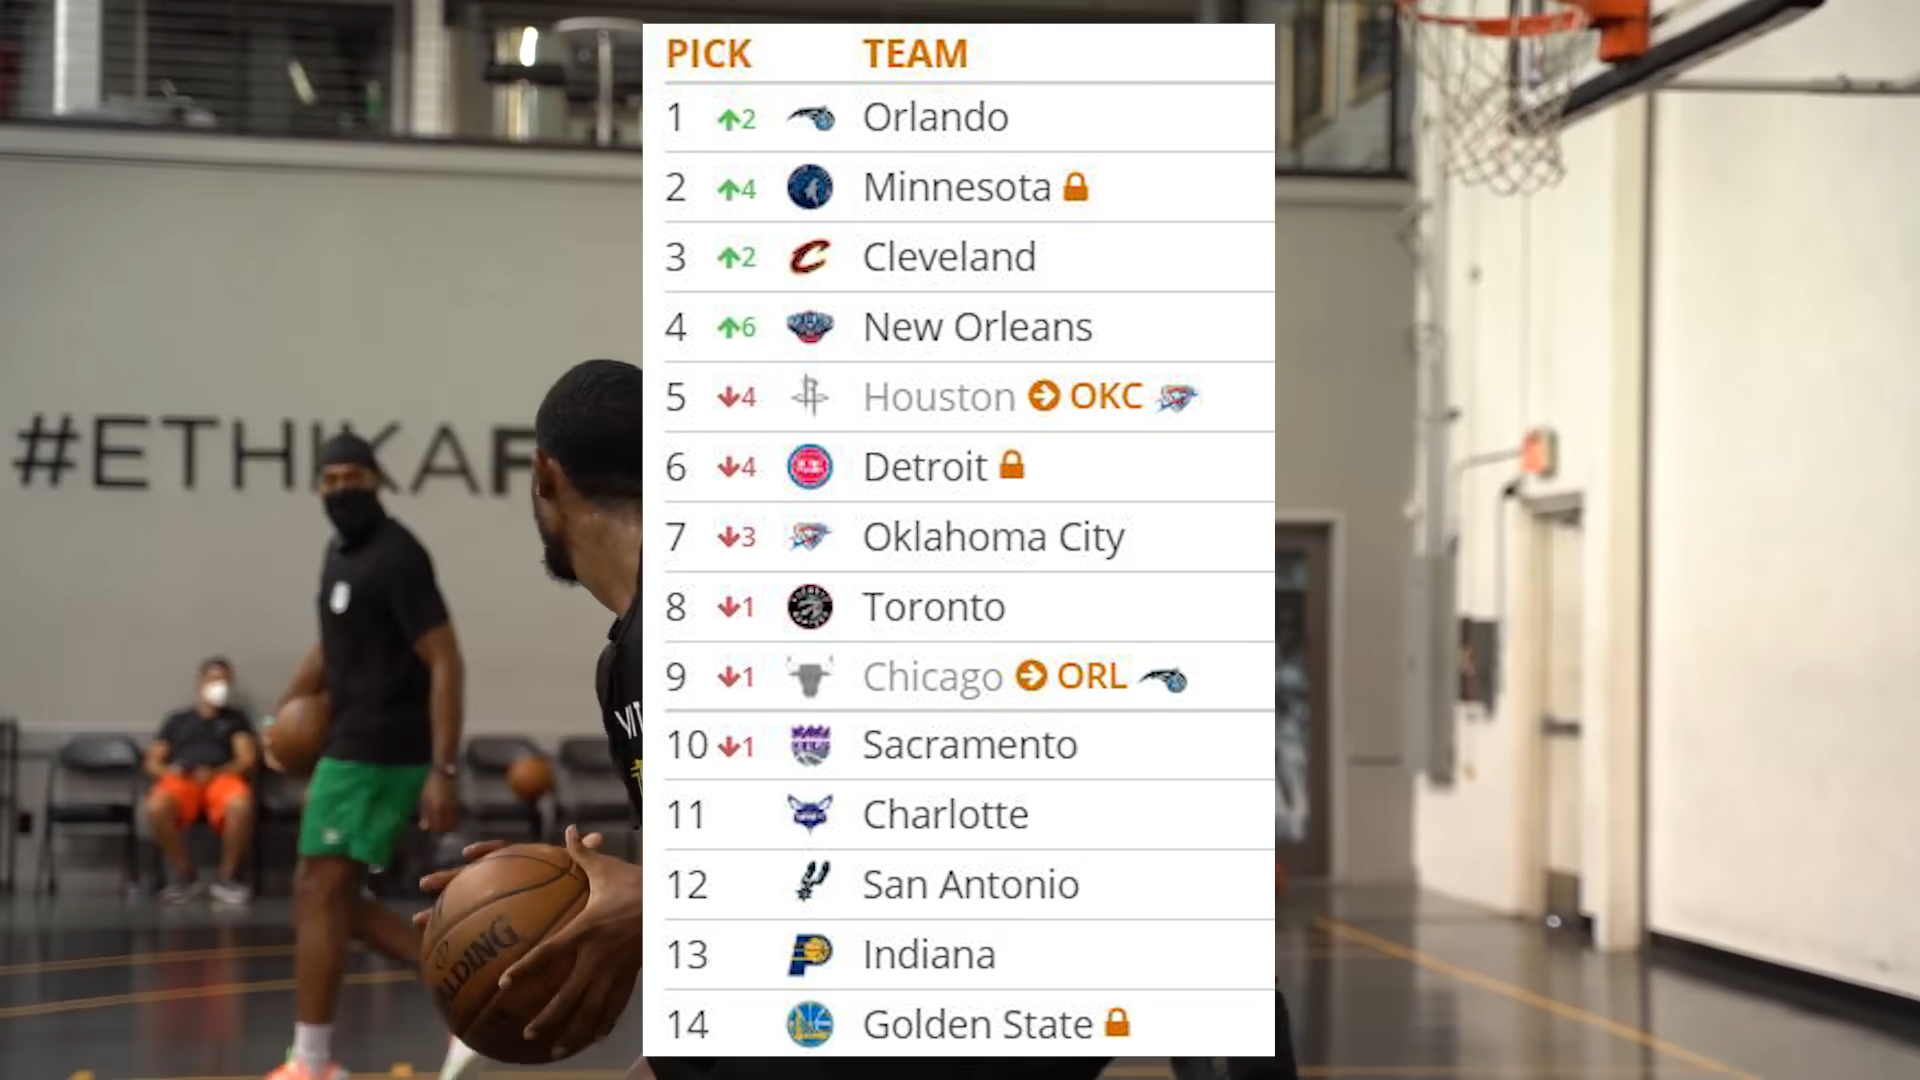 PICK TEAM
1 ↑2 Orlando
2 ↑4 Minnesota
3 ↑2 Cleveland
4 ↑6 New Orleans
5 ↓4 Houston → OKC
6 ↓4 Detroit
7 ↓3 Oklahoma City
8 ↓1 Toronto
9 ↓1 Chicago → ORL
10 ↓1 Sacramento
11 Charlotte
12 San Antonio
13 Indiana
14 Golden State
#ETHIKAF
ALDING